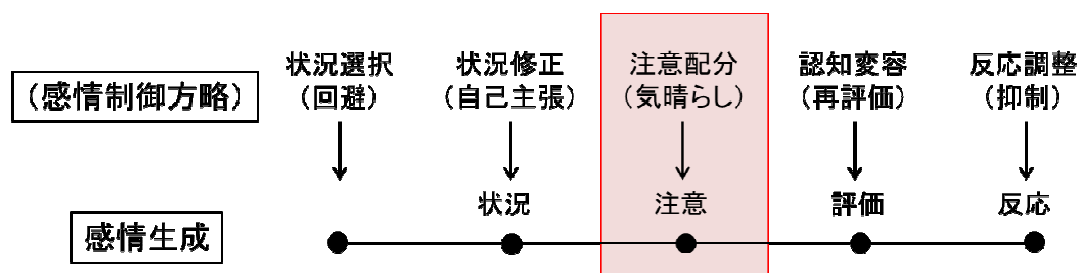 状況選択 状況修正 注意配分 認知変容 反応調整
（感情制御方略） （回避） （自己主張） （気晴らし） （再評価） （抑制）
状況 注意 評価 反応
感情生成